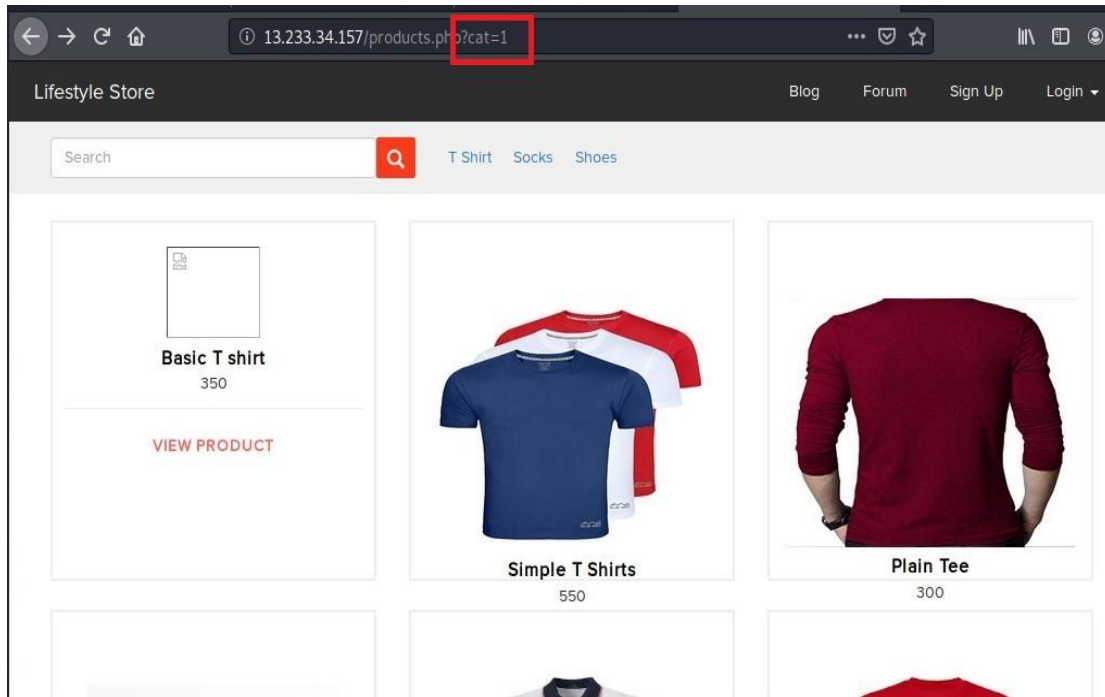 13.233.34.157/products.php?cat=1
Lifestyle Store
Blog Forum Sign Up Login
Search
T Shirt Socks Shoes
Basic T shirt
350
VIEW PRODUCT
Simple T Shirts
550
Plain Tee
300